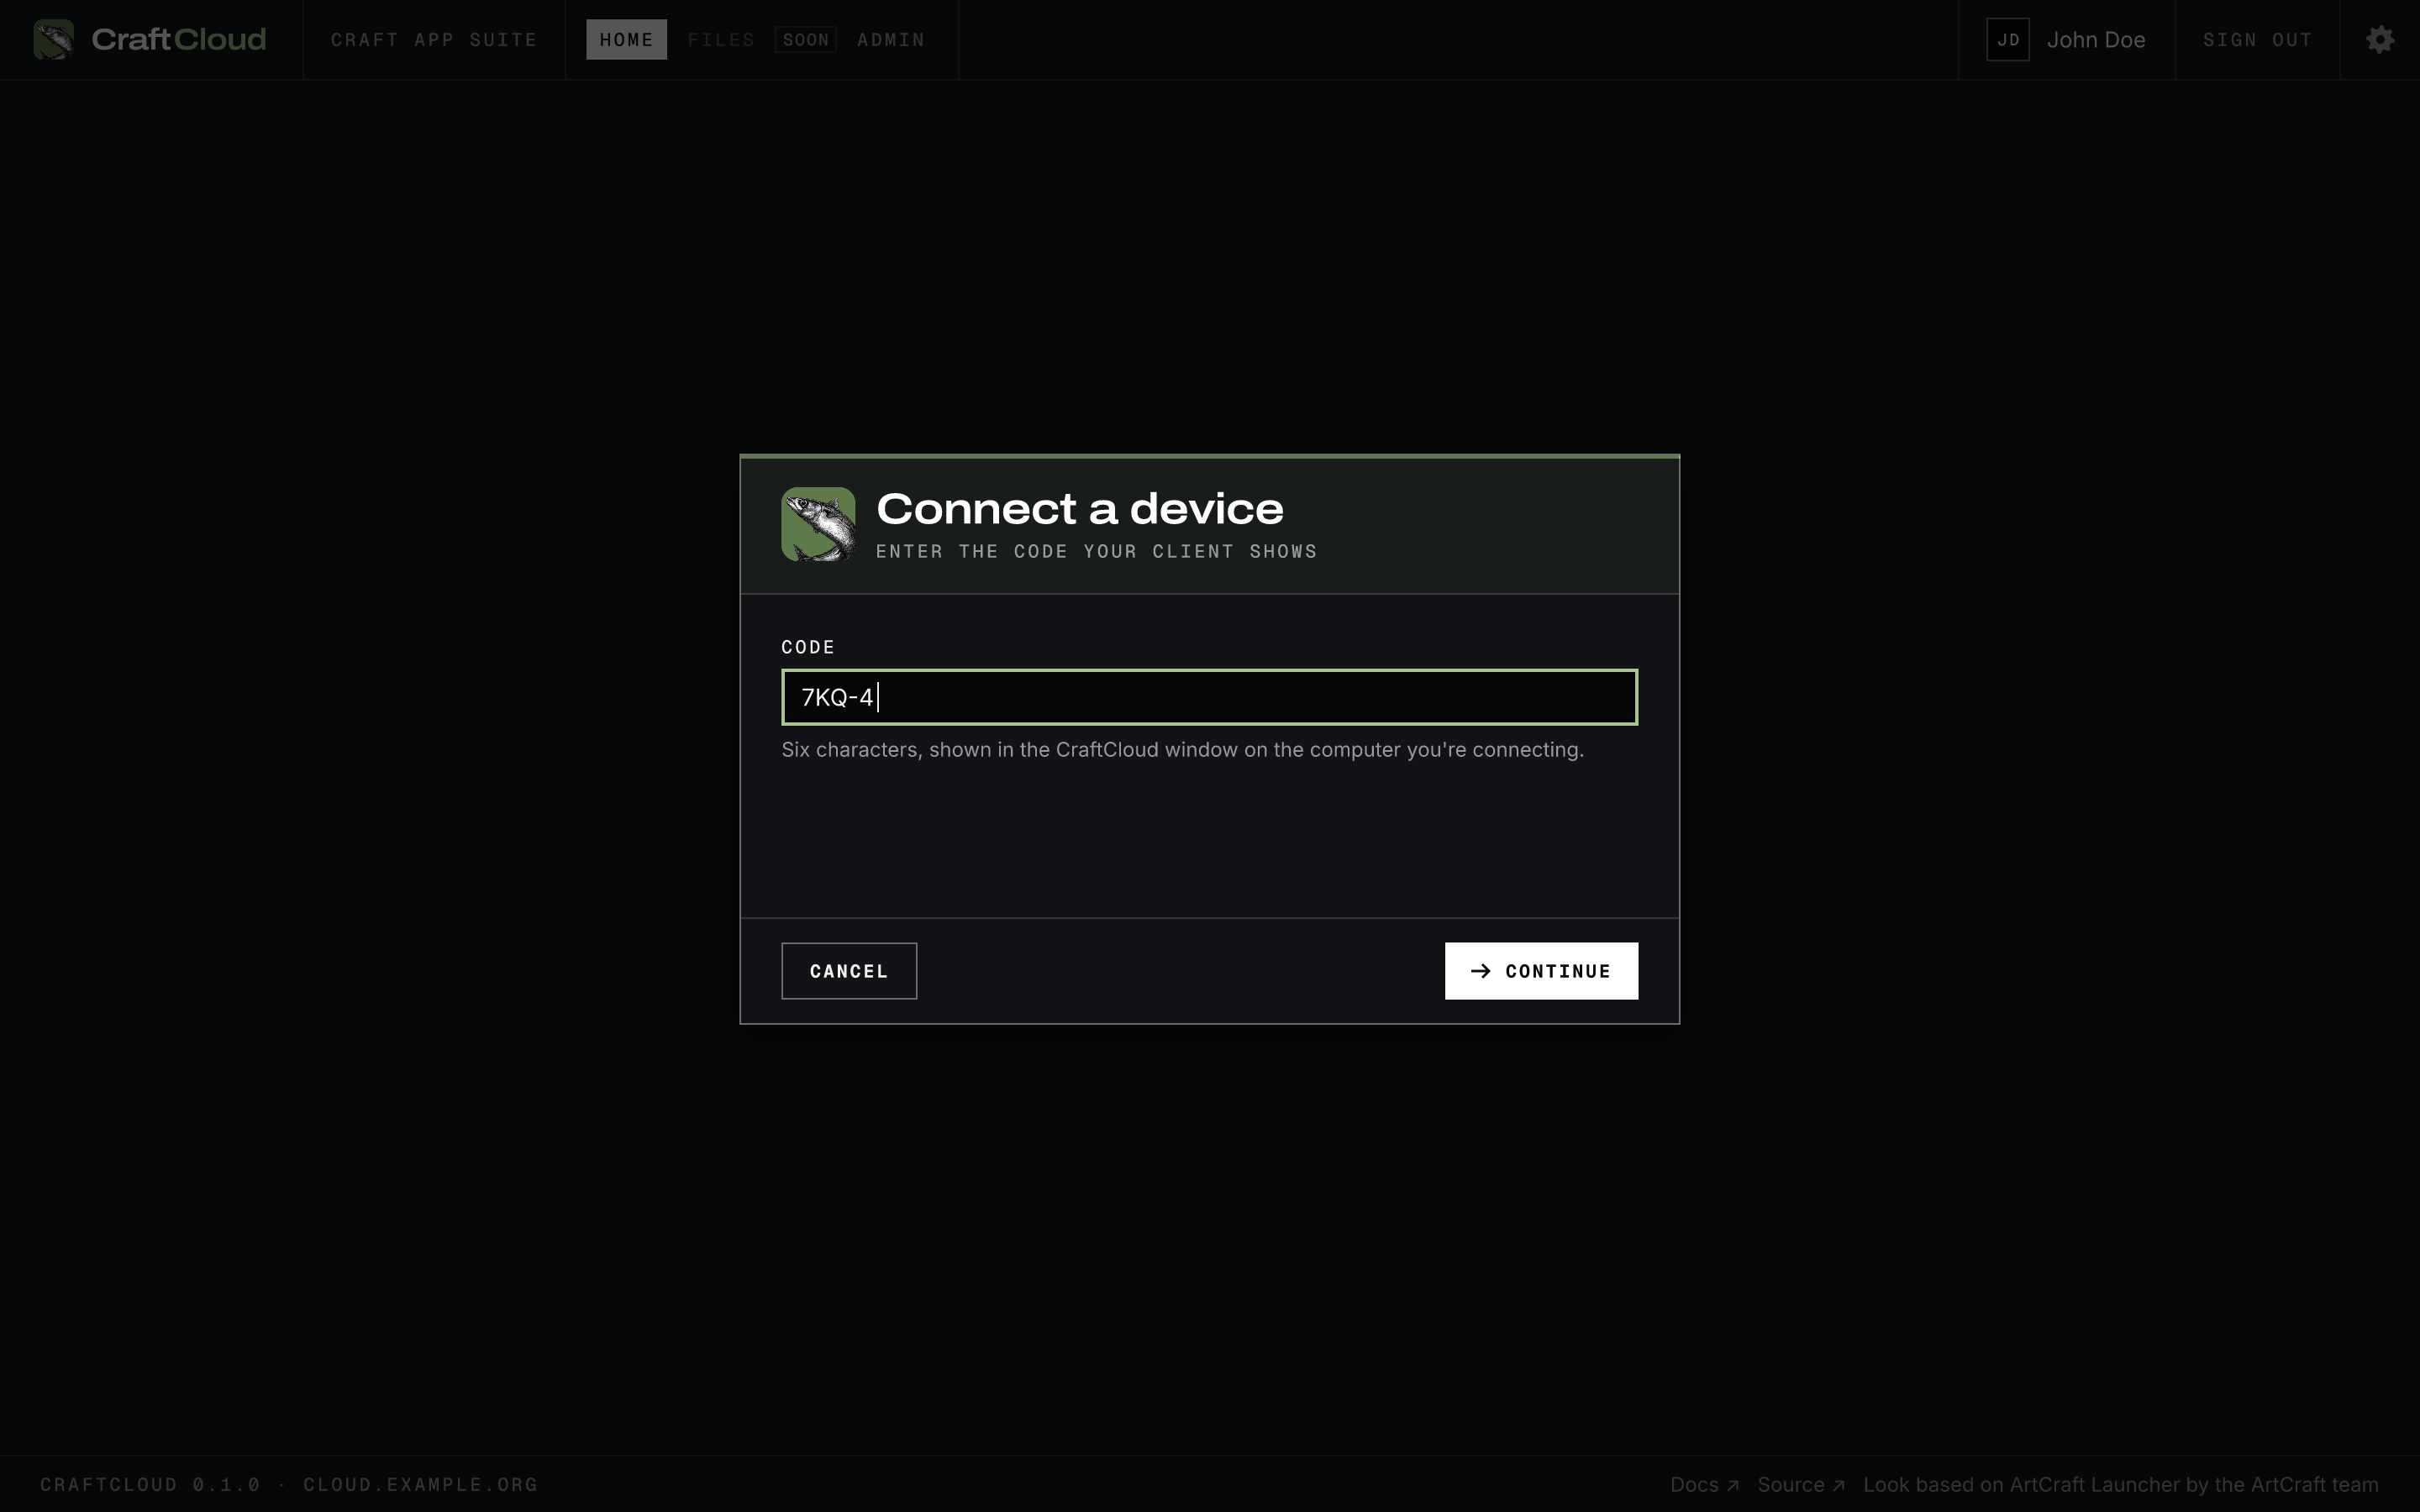 CraftCloud
CRAFT APP SUITE
HOME
FILES
SOON
ADMIN
JD
John Doe
SIGN OUT
Connect a device
ENTER THE CODE YOUR CLIENT SHOWS
CODE
7KQ-4
Six characters, shown in the CraftCloud window on the computer you're connecting.
CANCEL
→ CONTINUE
CRAFTCLOUD 0.1.0 · CLOUD.EXAMPLE.ORG
Docs ↗ Source ↗ Look based on ArtCraft Launcher by the ArtCraft team